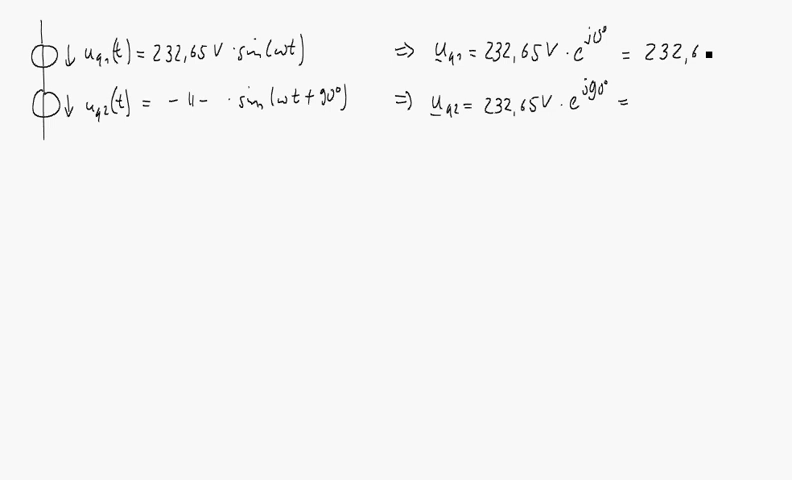 ↓ u_q1(t) = 232,65 V · sin(ωt) ⇒ u_q1 = 232,65 V · e^j0° = 232,6
↓ u_q2(t) = -〃- · sin(ωt + 90°) ⇒ u_q2 = 232,65 V · e^j90° =